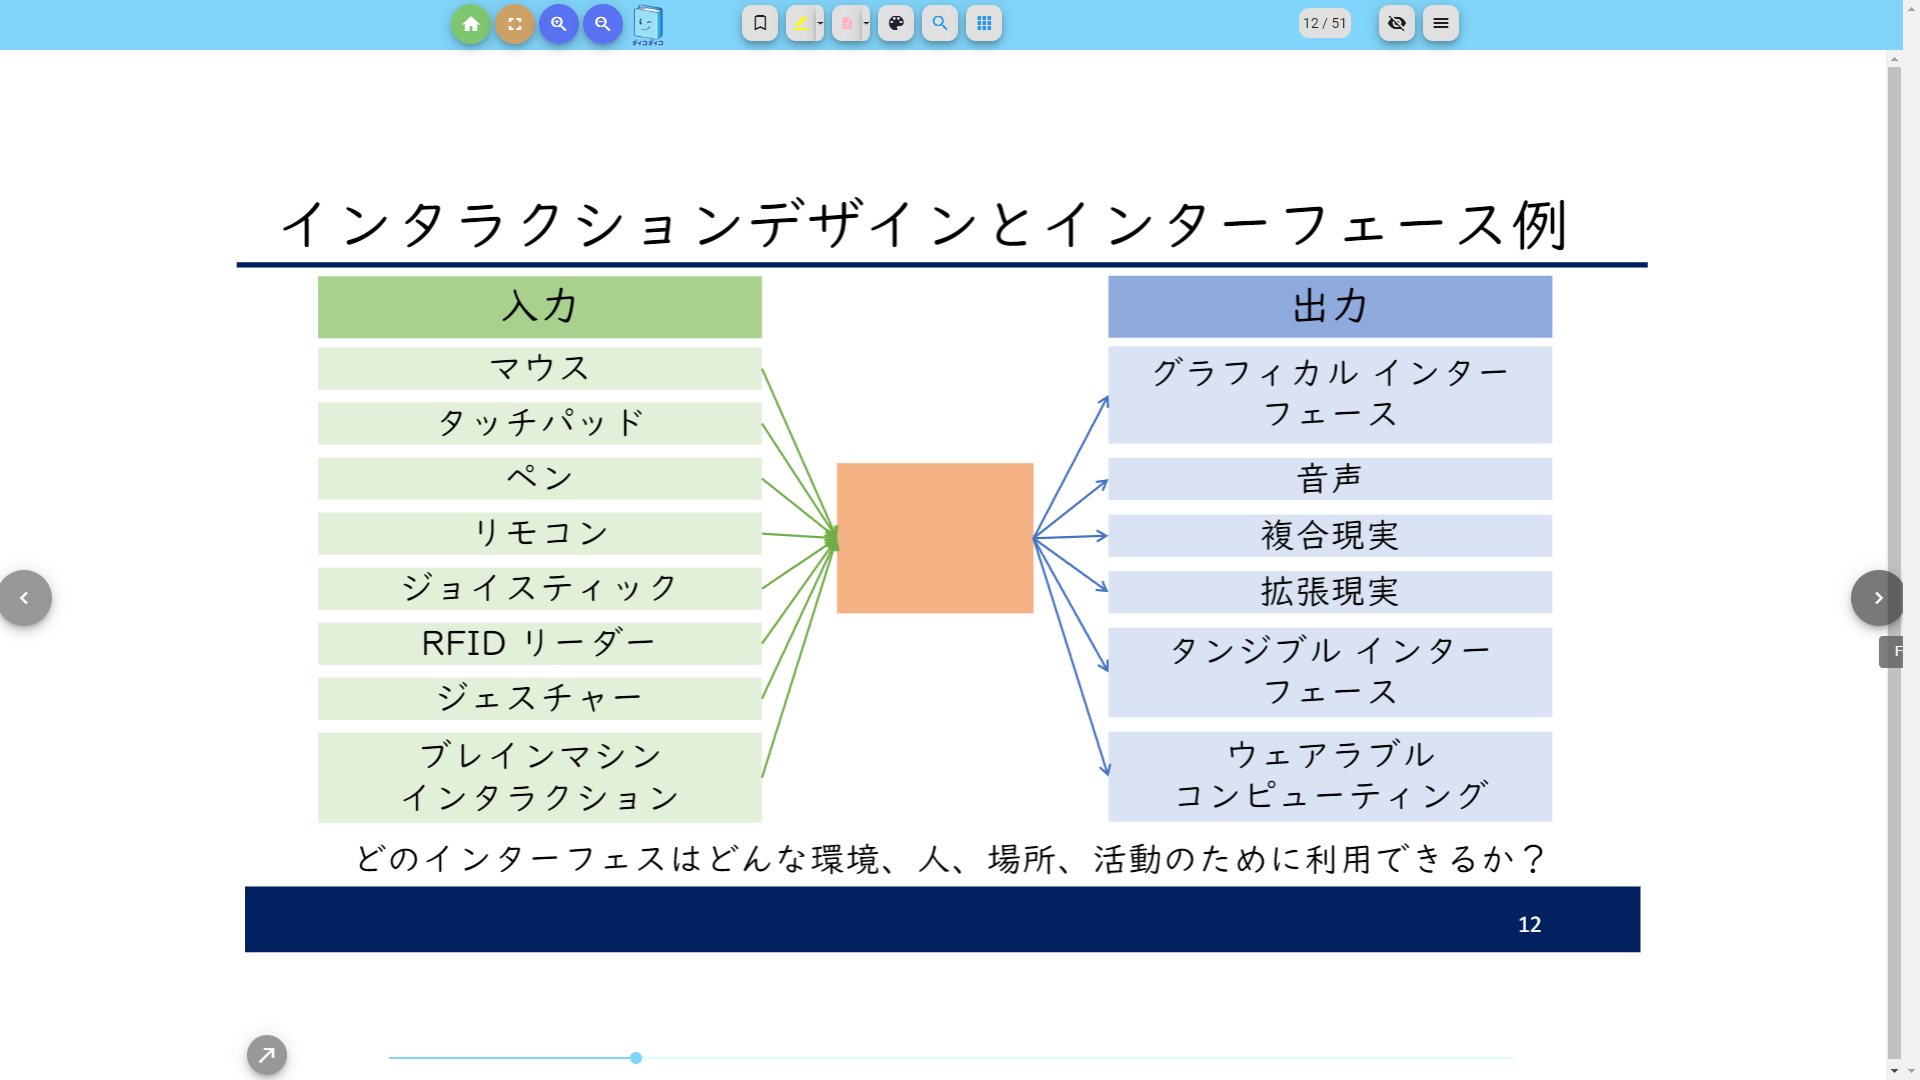 12 / 51
ダイコダイコ
インタラクションデザインとインターフェース例
入力
マウス
タッチパッド
ペン
リモコン
ジョイスティック
RFID リーダー
ジェスチャー
ブレインマシン
インタラクション
出力
グラフィカル インター
フェース
音声
複合現実
拡張現実
タンジブル インター
フェース
ウェアラブル
コンピューティング
どのインターフェスはどんな環境、人、場所、活動のために利用できるか？
12
F